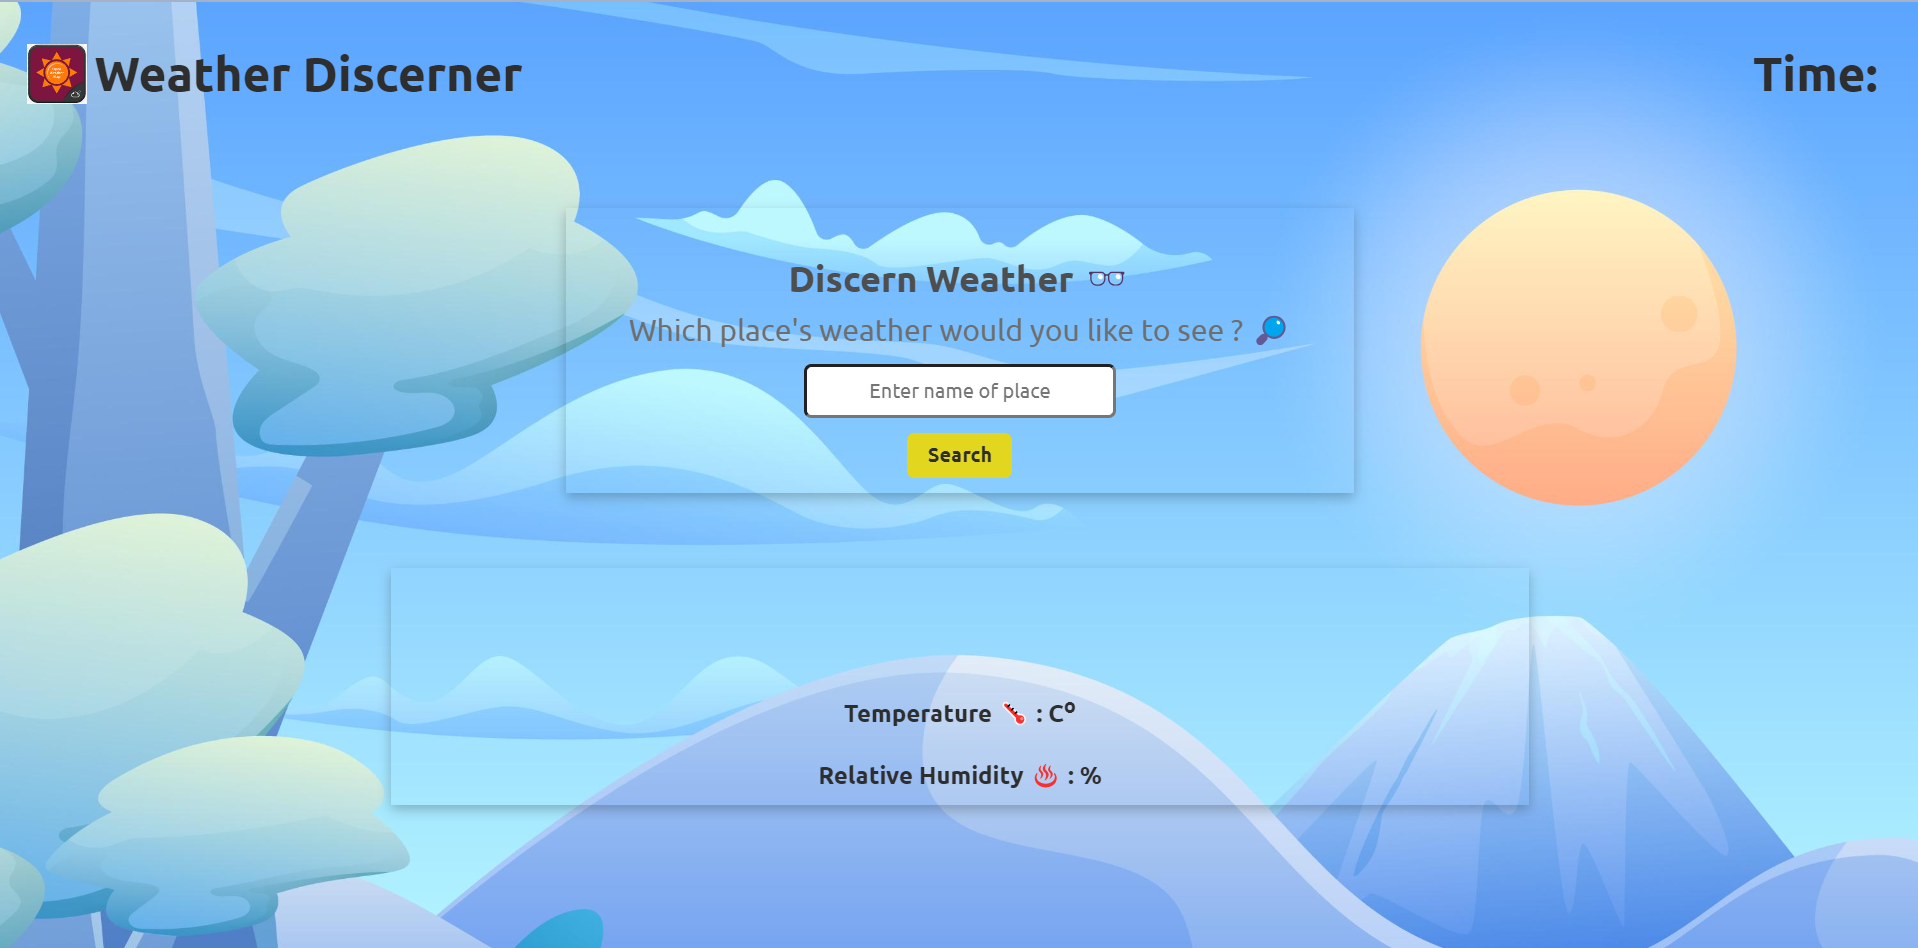 Weather Discerner
Time:
Discern Weather 👓
Which place's weather would you like to see ? 🔎
Enter name of place
Search
Temperature 🌡 : Cº
Relative Humidity ♨ : %